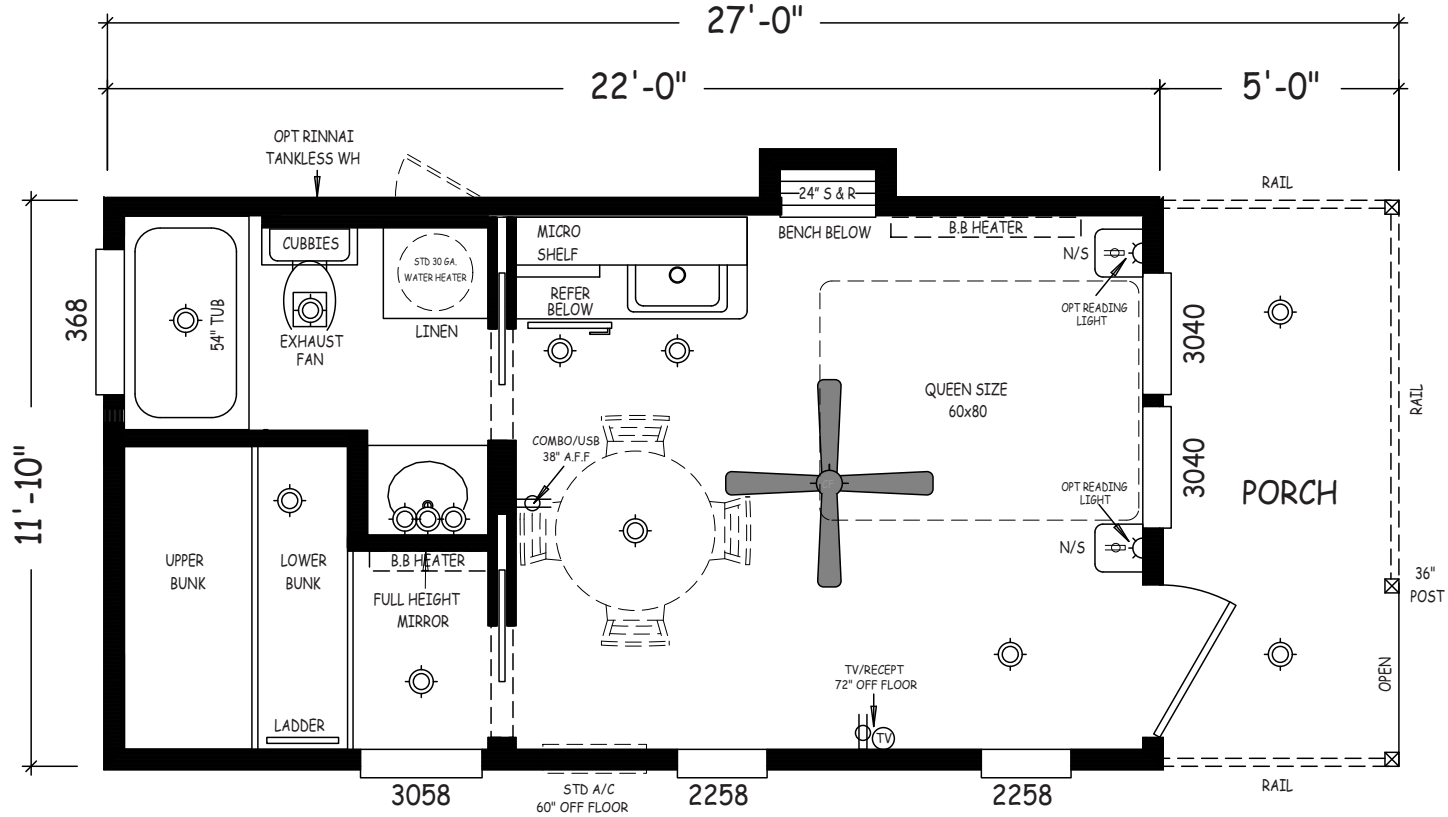 27'-0"
22'-0"
5'-0"
OPT RINNAI
TANKLESS WH
RAIL
24" S & R
CUBBIES
MICRO
SHELF
BENCH BELOW
B.B HEATER
N/S
STD 30 GA.
WATER HEATER
REFER
BELOW
OPT READING
LIGHT
368
54" TUB
EXHAUST
FAN
LINEN
3040
QUEEN SIZE
60x80
RAIL
COMBO/USB
38" A.F.F
3040
OPT READING
LIGHT
PORCH
11'-10"
CF
UPPER
BUNK
LOWER
BUNK
B.B HEATER
N/S
FULL HEIGHT
MIRROR
36"
POST
TV/RECEPT
72" OFF FLOOR
OPEN
LADDER
TV
3058
STD A/C
60" OFF FLOOR
2258
2258
RAIL